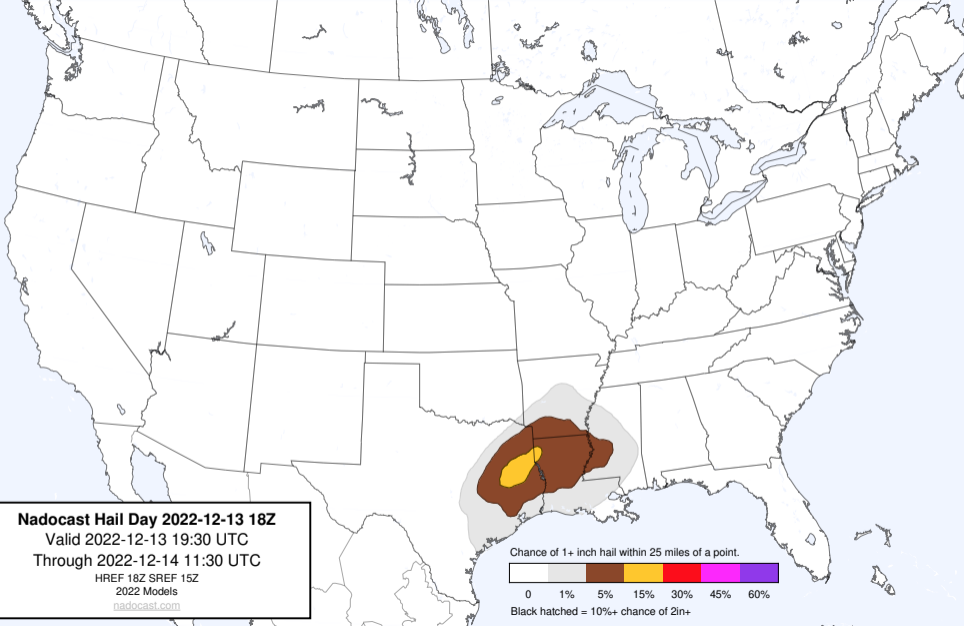 Nadocast Hail Day 2022-12-13 18Z
Valid 2022-12-13 19:30 UTC
Through 2022-12-14 11:30 UTC
HREF 18Z SREF 15Z
2022 Models
nadocast.com
Chance of 1+ inch hail within 25 miles of a point.
0 1% 5% 15% 30% 45% 60%
Black hatched = 10%+ chance of 2in+